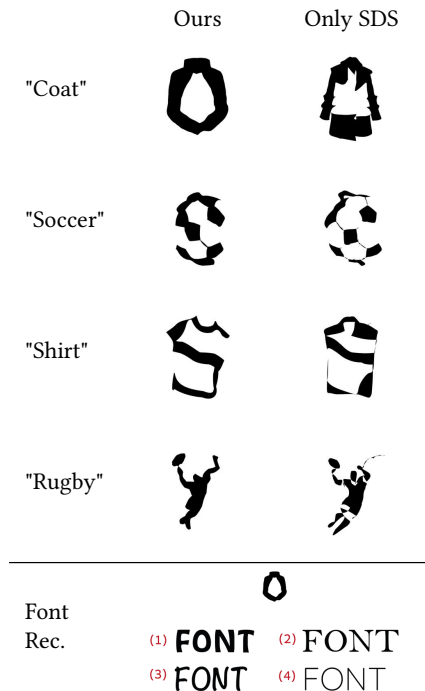 Ours Only SDS
"Coat"
"Soccer"
"Shirt"
"Rugby"
Font
Rec.
(1) FONT (2) FONT
(3) FONT (4) FONT